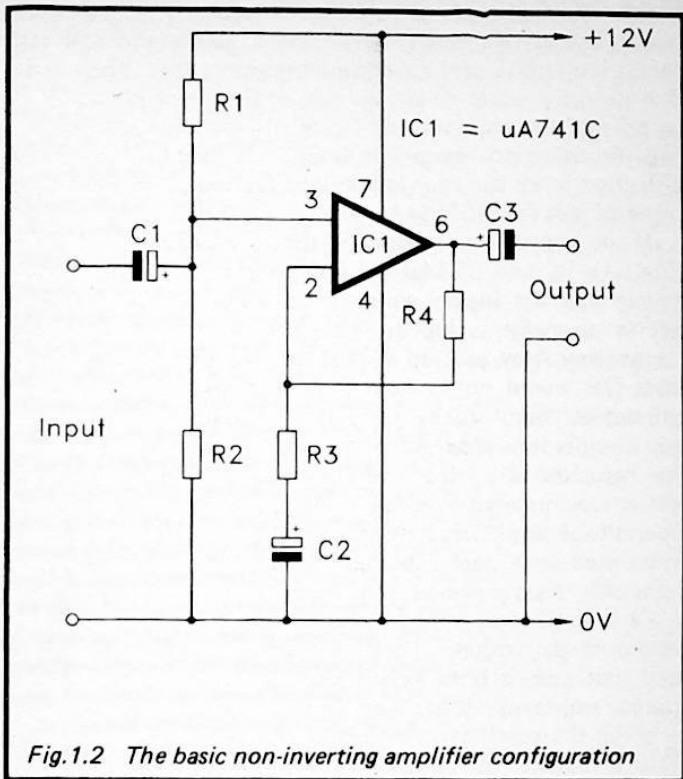 +12V
R1
IC1 = uA741C
3
7
C1
+
IC1
6
+
C3
2
4
R4
Output
Input
R2
R3
+
C2
0V
Fig.1.2 The basic non-inverting amplifier configuration